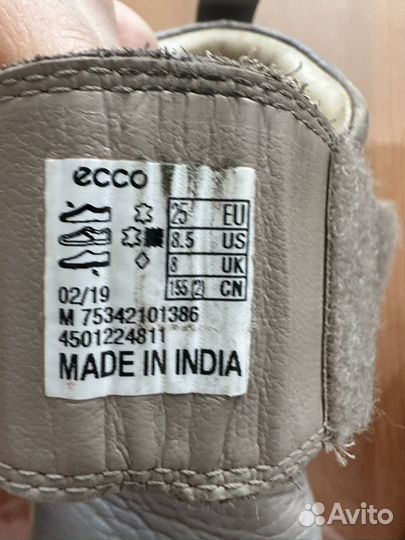 ecco
25 EU
8.5 US
8 UK
155 (2) CN
02/19
M 75342101386
4501224811
MADE IN INDIA
Avito